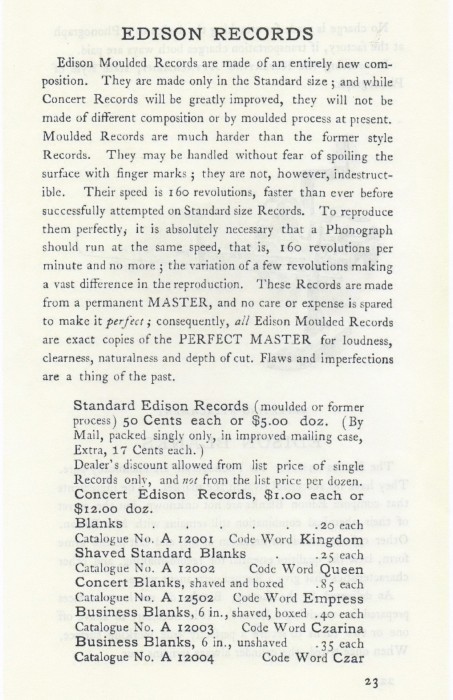 EDISON RECORDS
Edison Moulded Records are made of an entirely new com-
position. They are made only in the Standard size ; and while
Concert Records will be greatly improved, they will not be
made of different composition or by moulded process at present.
Moulded Records are much harder than the former style
Records. They may be handled without fear of spoiling the
surface with finger marks ; they are not, however, indestruct-
ible. Their speed is 160 revolutions, faster than ever before
successfully attempted on Standard size Records. To reproduce
them perfectly, it is absolutely necessary that a Phonograph
should run at the same speed, that is, 160 revolutions per
minute and no more ; the variation of a few revolutions making
a vast difference in the reproduction. These Records are made
from a permanent MASTER, and no care or expense is spared
to make it perfect ; consequently, all Edison Moulded Records
are exact copies of the PERFECT MASTER for loudness,
clearness, naturalness and depth of cut. Flaws and imperfections
are a thing of the past.
Standard Edison Records (moulded or former
process) 50 Cents each or $5.00 doz. (By
Mail, packed singly only, in improved mailing case,
Extra, 17 Cents each.)
Dealer's discount allowed from list price of single
Records only, and not from the list price per dozen.
Concert Edison Records, $1.00 each or
$12.00 doz.
Blanks . . . . .20 each
Catalogue No. A 12001 Code Word Kingdom
Shaved Standard Blanks . .25 each
Catalogue No. A 12002 Code Word Queen
Concert Blanks, shaved and boxed .85 each
Catalogue No. A 12502 Code Word Empress
Business Blanks, 6 in., shaved, boxed .40 each
Catalogue No. A 12003 Code Word Czarina
Business Blanks, 6 in., unshaved .35 each
Catalogue No. A 12004 Code Word Czar
23